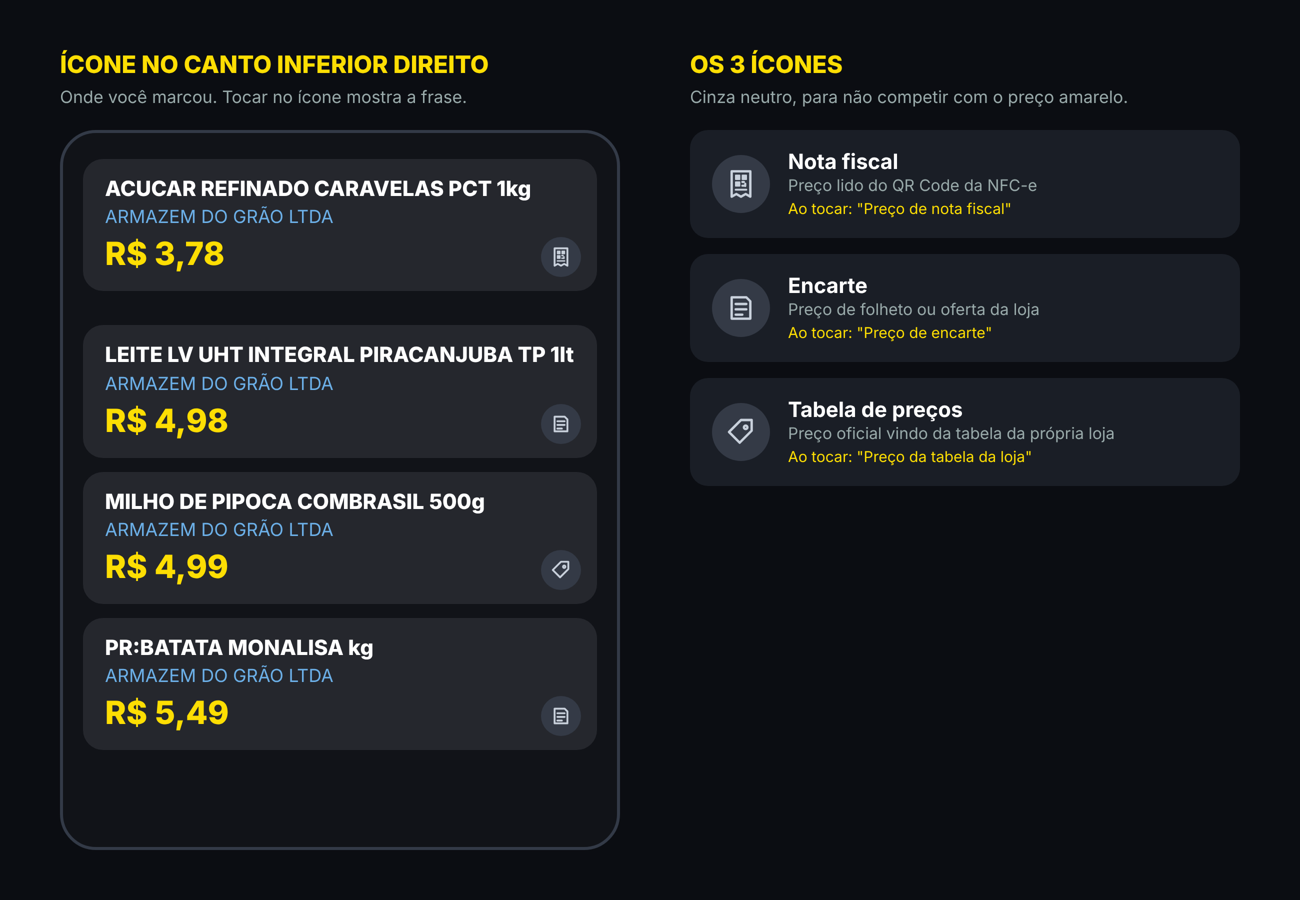 ÍCONE NO CANTO INFERIOR DIREITO
Onde você marcou. Tocar no ícone mostra a frase.
ACUCAR REFINADO CARAVELAS PCT 1kg
ARMAZEM DO GRÃO LTDA
R$ 3,78
LEITE LV UHT INTEGRAL PIRACANJUBA TP 1lt
ARMAZEM DO GRÃO LTDA
R$ 4,98
MILHO DE PIPOCA COMBRASIL 500g
ARMAZEM DO GRÃO LTDA
R$ 4,99
PR:BATATA MONALISA kg
ARMAZEM DO GRÃO LTDA
R$ 5,49
OS 3 ÍCONES
Cinza neutro, para não competir com o preço amarelo.
Nota fiscal
Preço lido do QR Code da NFC-e
Ao tocar: "Preço de nota fiscal"
Encarte
Preço de folheto ou oferta da loja
Ao tocar: "Preço de encarte"
Tabela de preços
Preço oficial vindo da tabela da própria loja
Ao tocar: "Preço da tabela da loja"